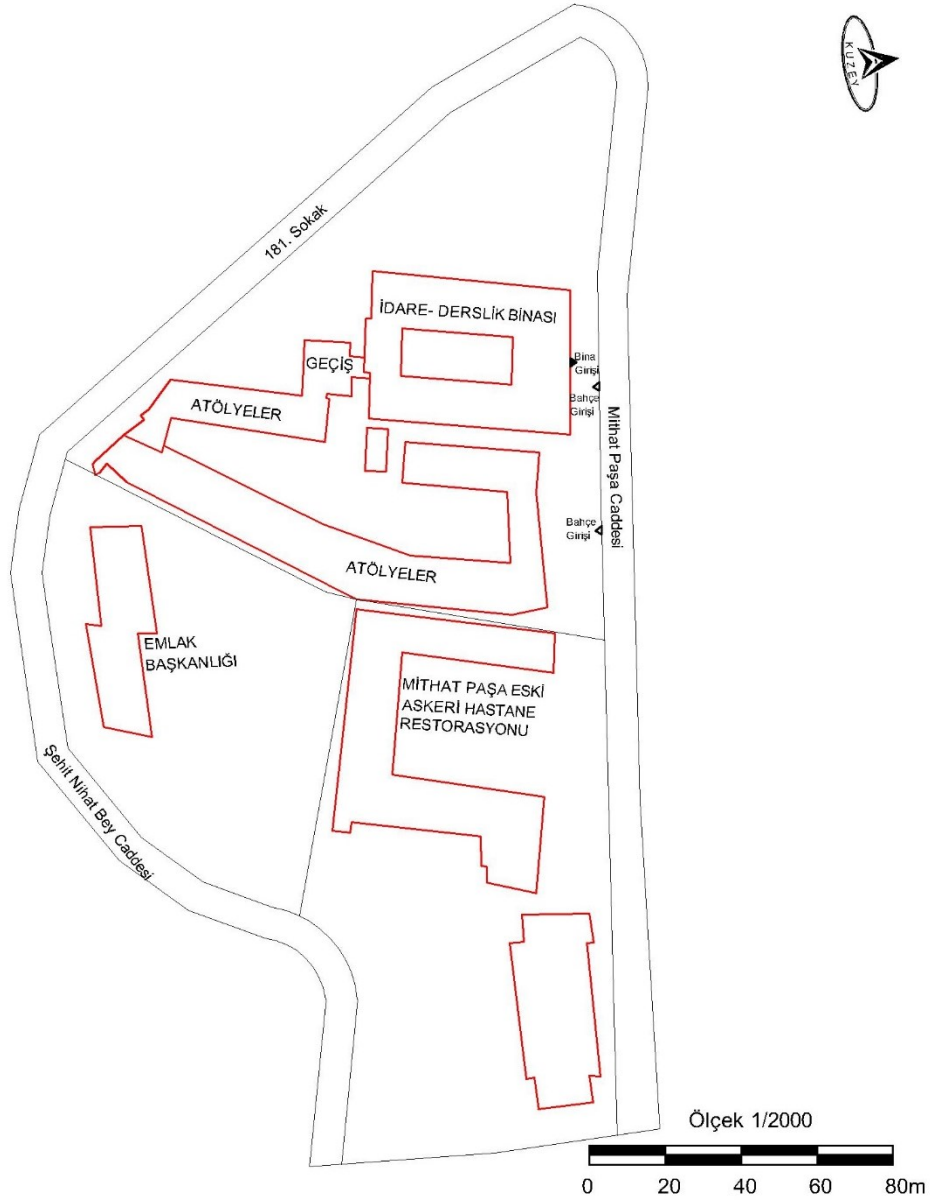 KUZEY
181. Sokak
İDARE- DERSLİK BİNASI
GEÇİŞ
Bina
Girişi
Bahçe
Girişi
ATÖLYELER
Mithat Paşa Caddesi
Bahçe
Girişi
ATÖLYELER
EMLAK
BAŞKANLIĞI
MİTHAT PAŞA ESKİ
ASKERİ HASTANE
RESTORASYONU
Şehit Nihat Bey Caddesi
Ölçek 1/2000
0 20 40 60 80m